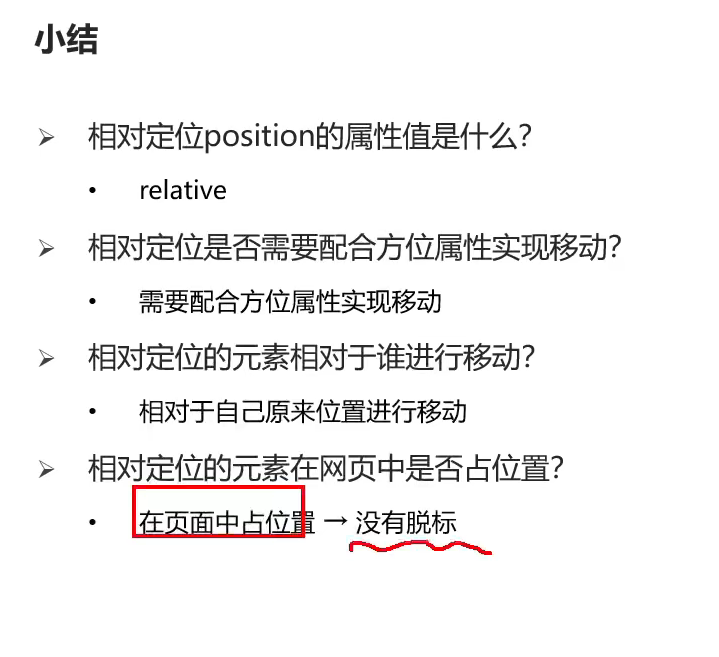 小结
相对定位position的属性值是什么？
relative
相对定位是否需要配合方位属性实现移动？
需要配合方位属性实现移动
相对定位的元素相对于谁进行移动？
相对于自己原来位置进行移动
相对定位的元素在网页中是否占位置？
在页面中占位置 → 没有脱标